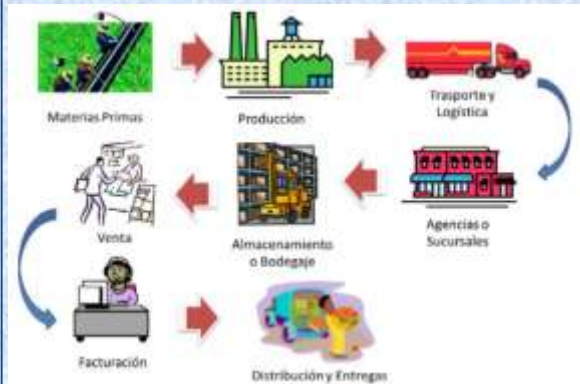 Materias Primas
Producción
Trasporte y
Logística
Agencias o
Sucursales
Almacenamiento
o Bodegaje
Venta
Facturación
Distribución y Entregas